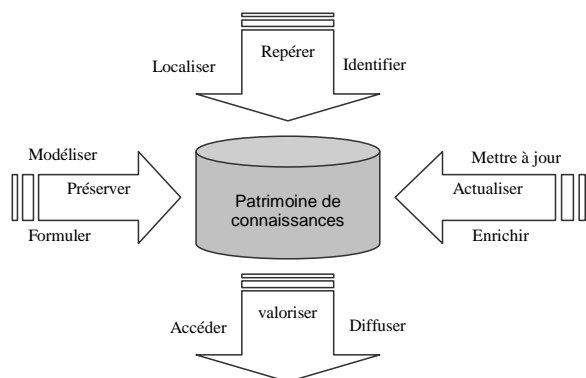 Repérer
Localiser
Identifier
Modéliser
Préserver
Formuler
Patrimoine de
connaissances
Mettre à jour
Actualiser
Enrichir
Accéder
valoriser
Diffuser